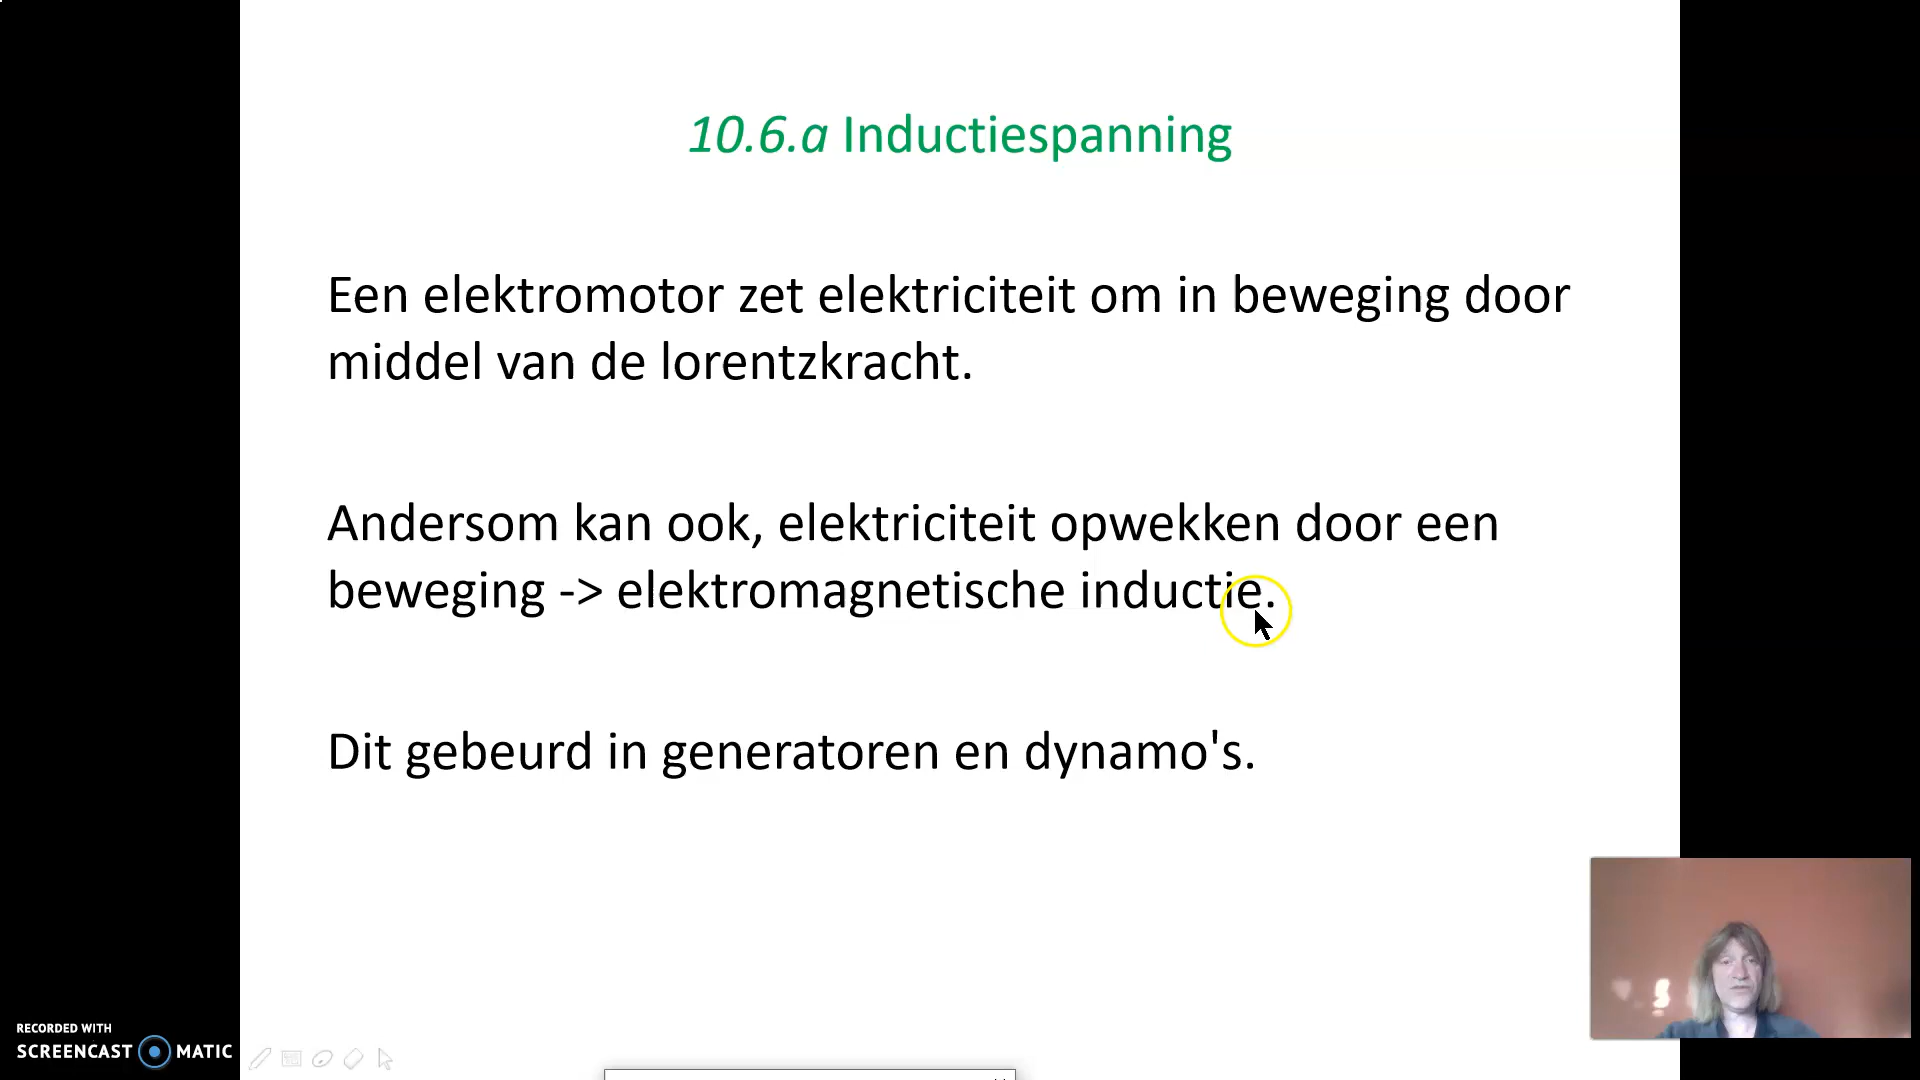 10.6.a Inductiespanning
Een elektromotor zet elektriciteit om in beweging door
middel van de lorentzkracht.
Andersom kan ook, elektriciteit opwekken door een
beweging -> elektromagnetische inductie.
Dit gebeurd in generatoren en dynamo's.
RECORDED WITH
SCREENCAST MATIC